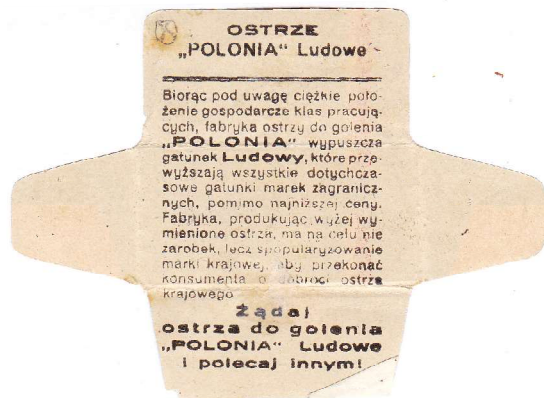 OSTRZE
„POLONIA“ Ludowe
Biorąc pod uwagę ciężkie poło-
żenie gospodarcze klas pracują-
cych, fabryka ostrzy do golenia
„POLONIA“ wypuszcza
gatunek Ludowy, które prze-
wyższają wszystkie dotychcza-
sowe gatunki marek zagranicz-
nych, pomimo najniższej ceny.
Fabryka, produkując wyżej wy-
mienione ostrza, ma na celu nie
zarobek, lecz spopularyzowanie
marki krajowej, aby przekonać
konsumenta o dobroci ostrza
krajowego
Żądaj
ostrza do golenia
„POLONIA“ Ludowe
i polecaj innym!